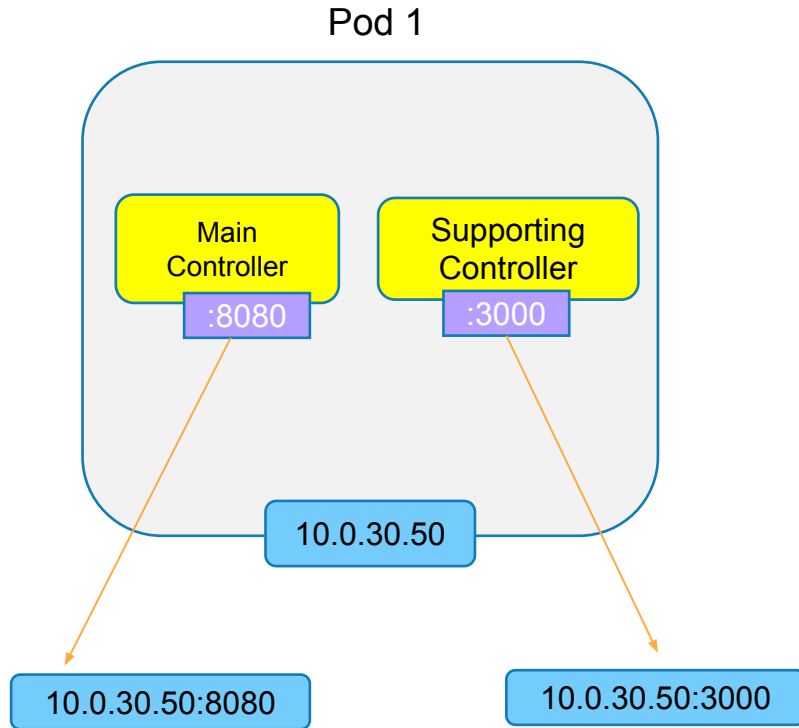 Pod 1
Main
Controller
:8080
Supporting
Controller
:3000
10.0.30.50
10.0.30.50:8080
10.0.30.50:3000